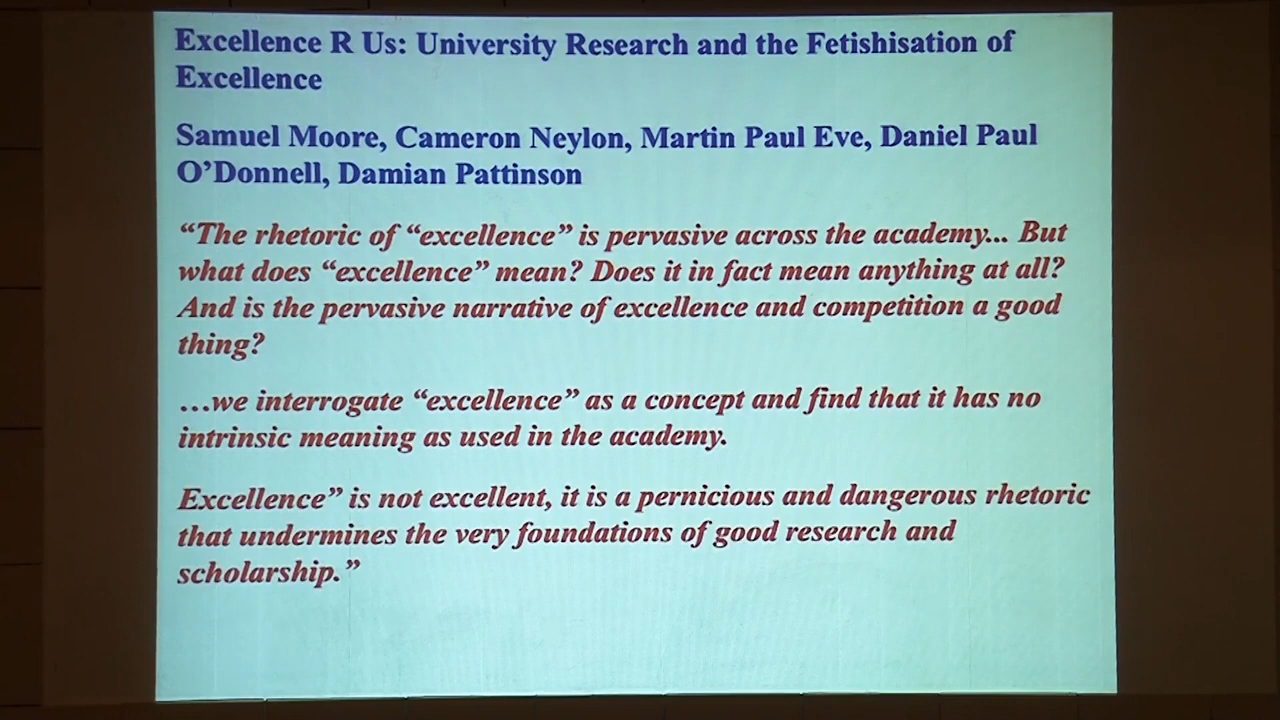 Excellence R Us: University Research and the Fetishisation of
Excellence
Samuel Moore, Cameron Neylon, Martin Paul Eve, Daniel Paul
O’Donnell, Damian Pattinson
“The rhetoric of “excellence” is pervasive across the academy... But
what does “excellence” mean? Does it in fact mean anything at all?
And is the pervasive narrative of excellence and competition a good
thing?
…we interrogate “excellence” as a concept and find that it has no
intrinsic meaning as used in the academy.
Excellence” is not excellent, it is a pernicious and dangerous rhetoric
that undermines the very foundations of good research and
scholarship.”